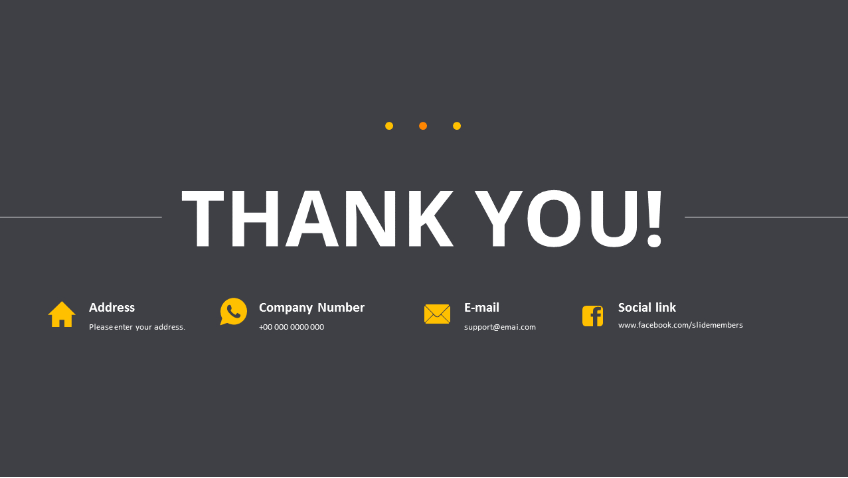 THANK YOU!
Address
Please enter your address.
Company Number
+00 000 0000 000
E-mail
support@emai.com
Social link
www.facebook.com/slidemembers